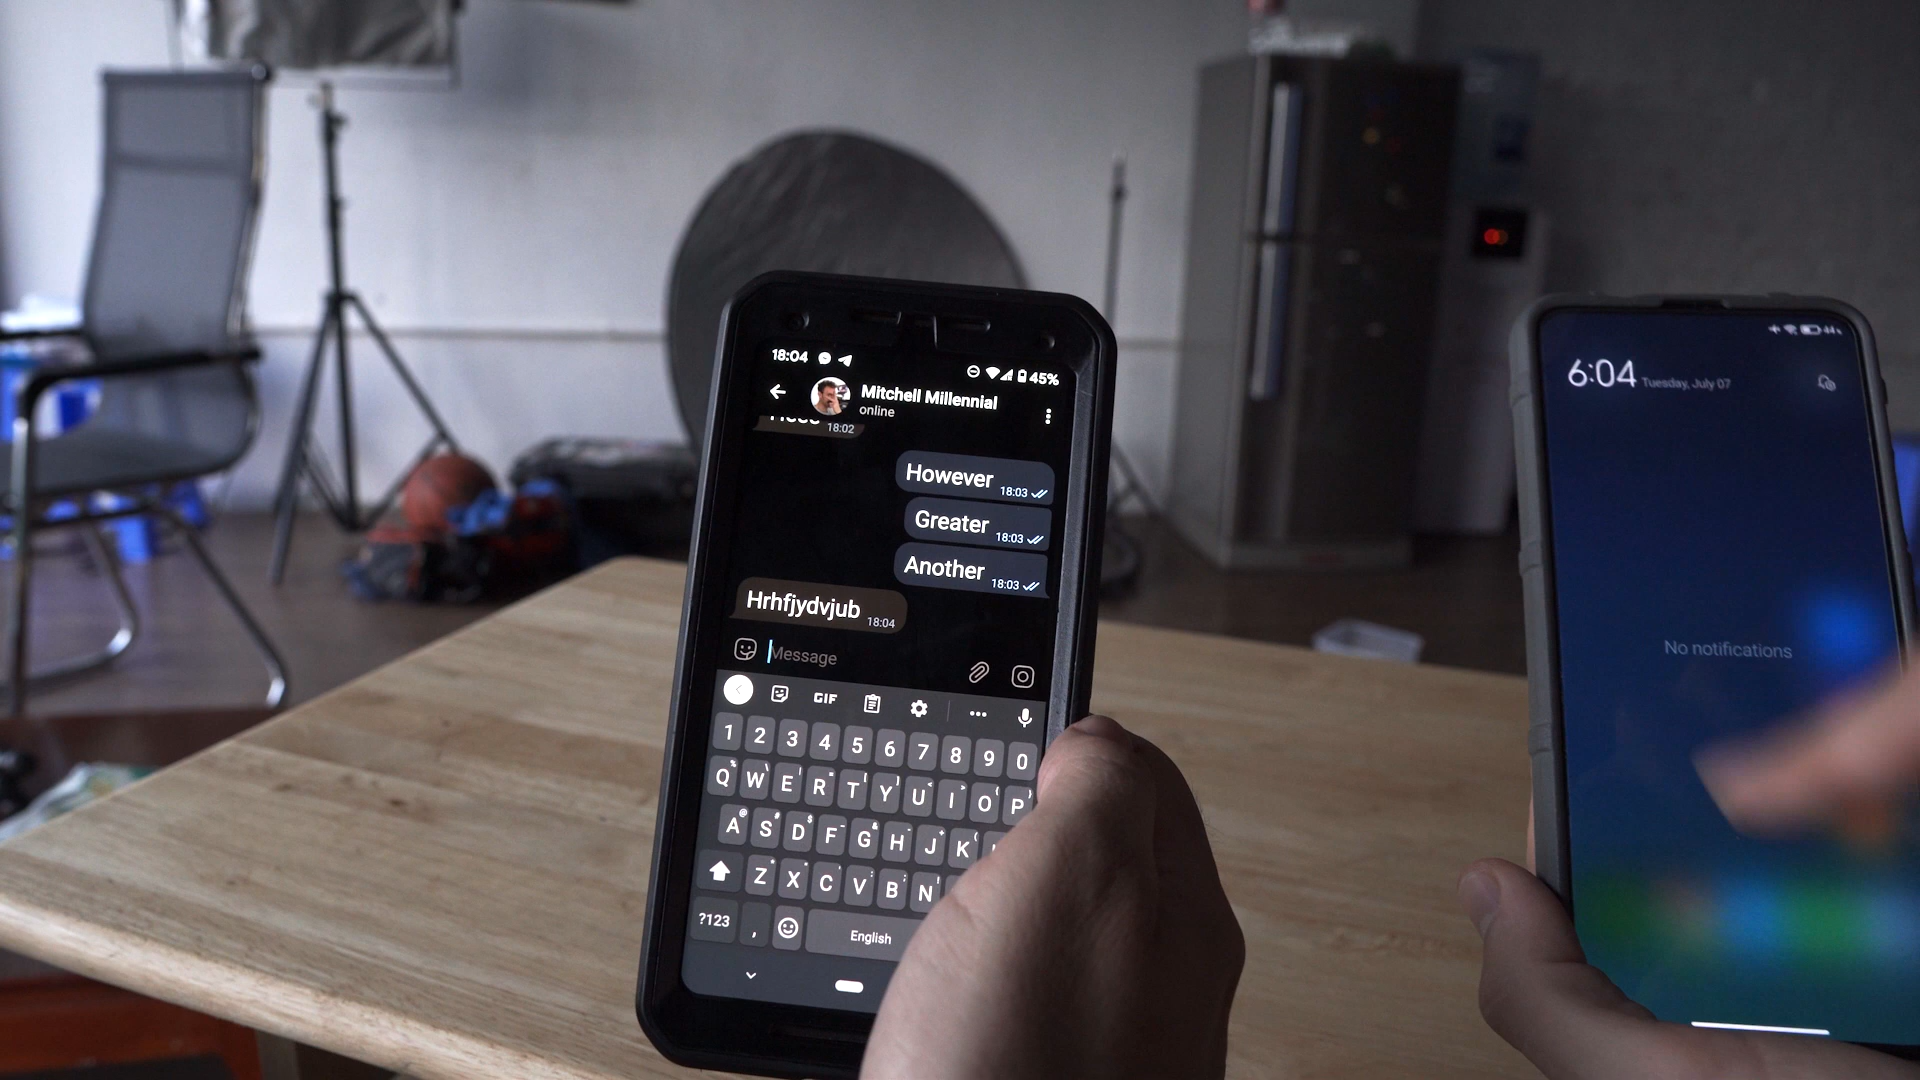 18:04 45%
Mitchell Millennial
online
18:02
However 18:03
Greater 18:03
Another 18:03
Hrhfjydvjub 18:04
Message
GIF
1 2 3 4 5 6 7 8 9 0
Q W E R T Y U I O P
A S D F G H J K
Z X C V B N
?123 , English
44%
6:04 Tuesday, July 07
No notifications